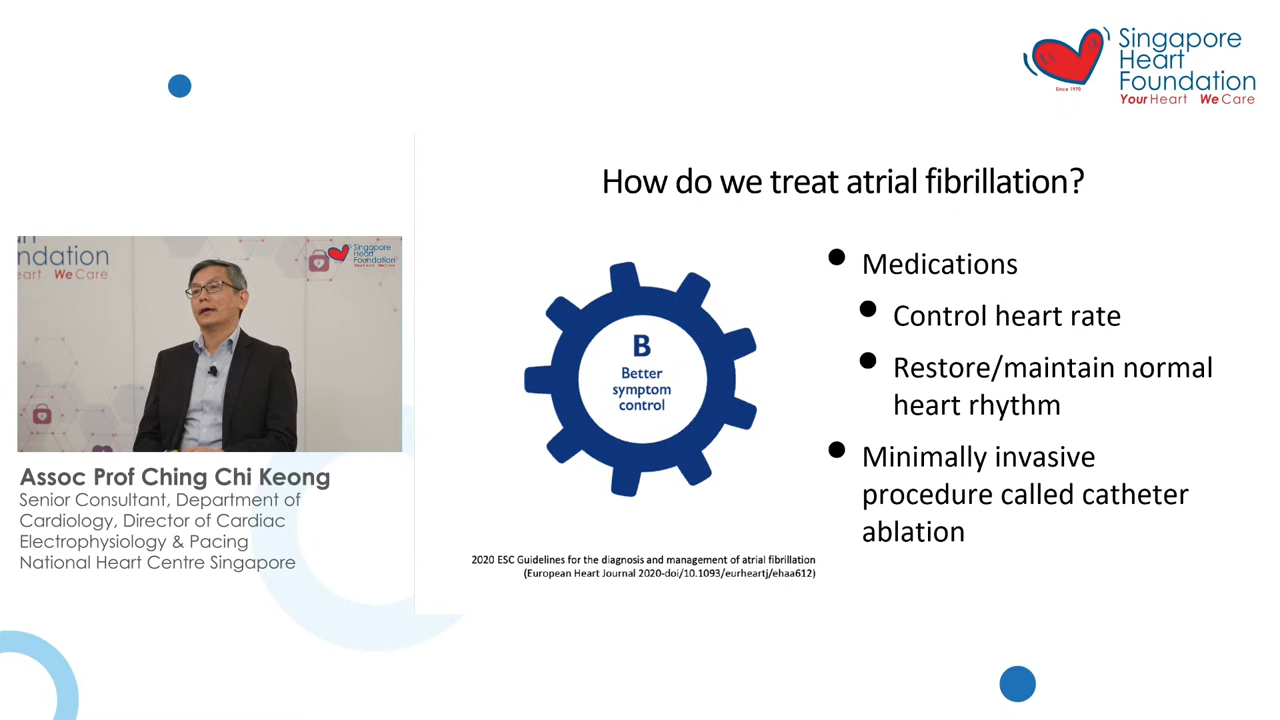 Singapore
Heart
Foundation
Since 1970
Your Heart We Care
How do we treat atrial fibrillation?
ndation
eart We Care
Singapore
Heart
Foundation
Your Heart We Care
Assoc Prof Ching Chi Keong
Senior Consultant, Department of
Cardiology, Director of Cardiac
Electrophysiology & Pacing
National Heart Centre Singapore
B
Better
symptom
control
2020 ESC Guidelines for the diagnosis and management of atrial fibrillation
(European Heart Journal 2020-doi/10.1093/eurheartj/ehaa612)
• Medications
• Control heart rate
• Restore/maintain normal
heart rhythm
• Minimally invasive
procedure called catheter
ablation